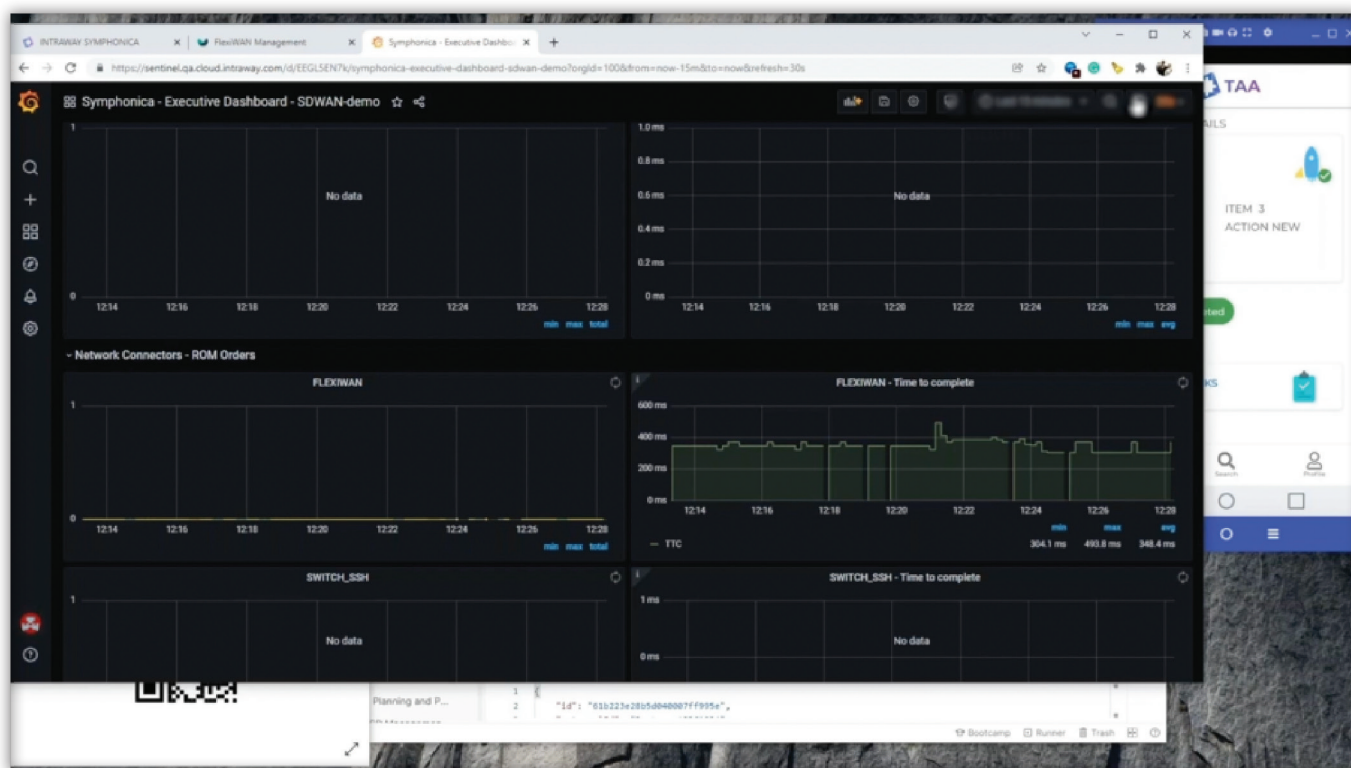 INTRAWAY SYMPHONICA
FlexiWAN Management
Symphonica - Executive Dashboa
https://sentinel.qa.cloud.intraway.com/d/EEGLSEN7k/symphonica-executive-dashboard-sdwan-demo?orgId=100&from=now-15m&to=now&refresh=30s
Symphonica - Executive Dashboard - SDWAN-demo
TAA
AILS
ITEM 3
ACTION NEW
eted
KS
Search
Profile
1
No data
0
12:14 12:16 12:18 12:20 12:22 12:24 12:26 12:28
min max total
1.0 ms
0.8 ms
0.6 ms
No data
0.4 ms
0.2 ms
0 ms
12:14 12:16 12:18 12:20 12:22 12:24 12:26 12:28
min max avg
Network Connectors - ROM Orders
FLEXIWAN
1
0
12:14 12:16 12:18 12:20 12:22 12:24 12:26 12:28
min max total
FLEXIWAN - Time to complete
600 ms
400 ms
200 ms
0 ms
12:14 12:16 12:18 12:20 12:22 12:24 12:26 12:28
min max avg
TTC 304.1 ms 493.8 ms 348.4 ms
SWITCH_SSH
1
No data
SWITCH_SSH - Time to complete
1 ms
No data
0 ms
Planning and P...
1 {
2 "id": "61b223e28b5d040007ff995e",
Bootcamp Runner Trash